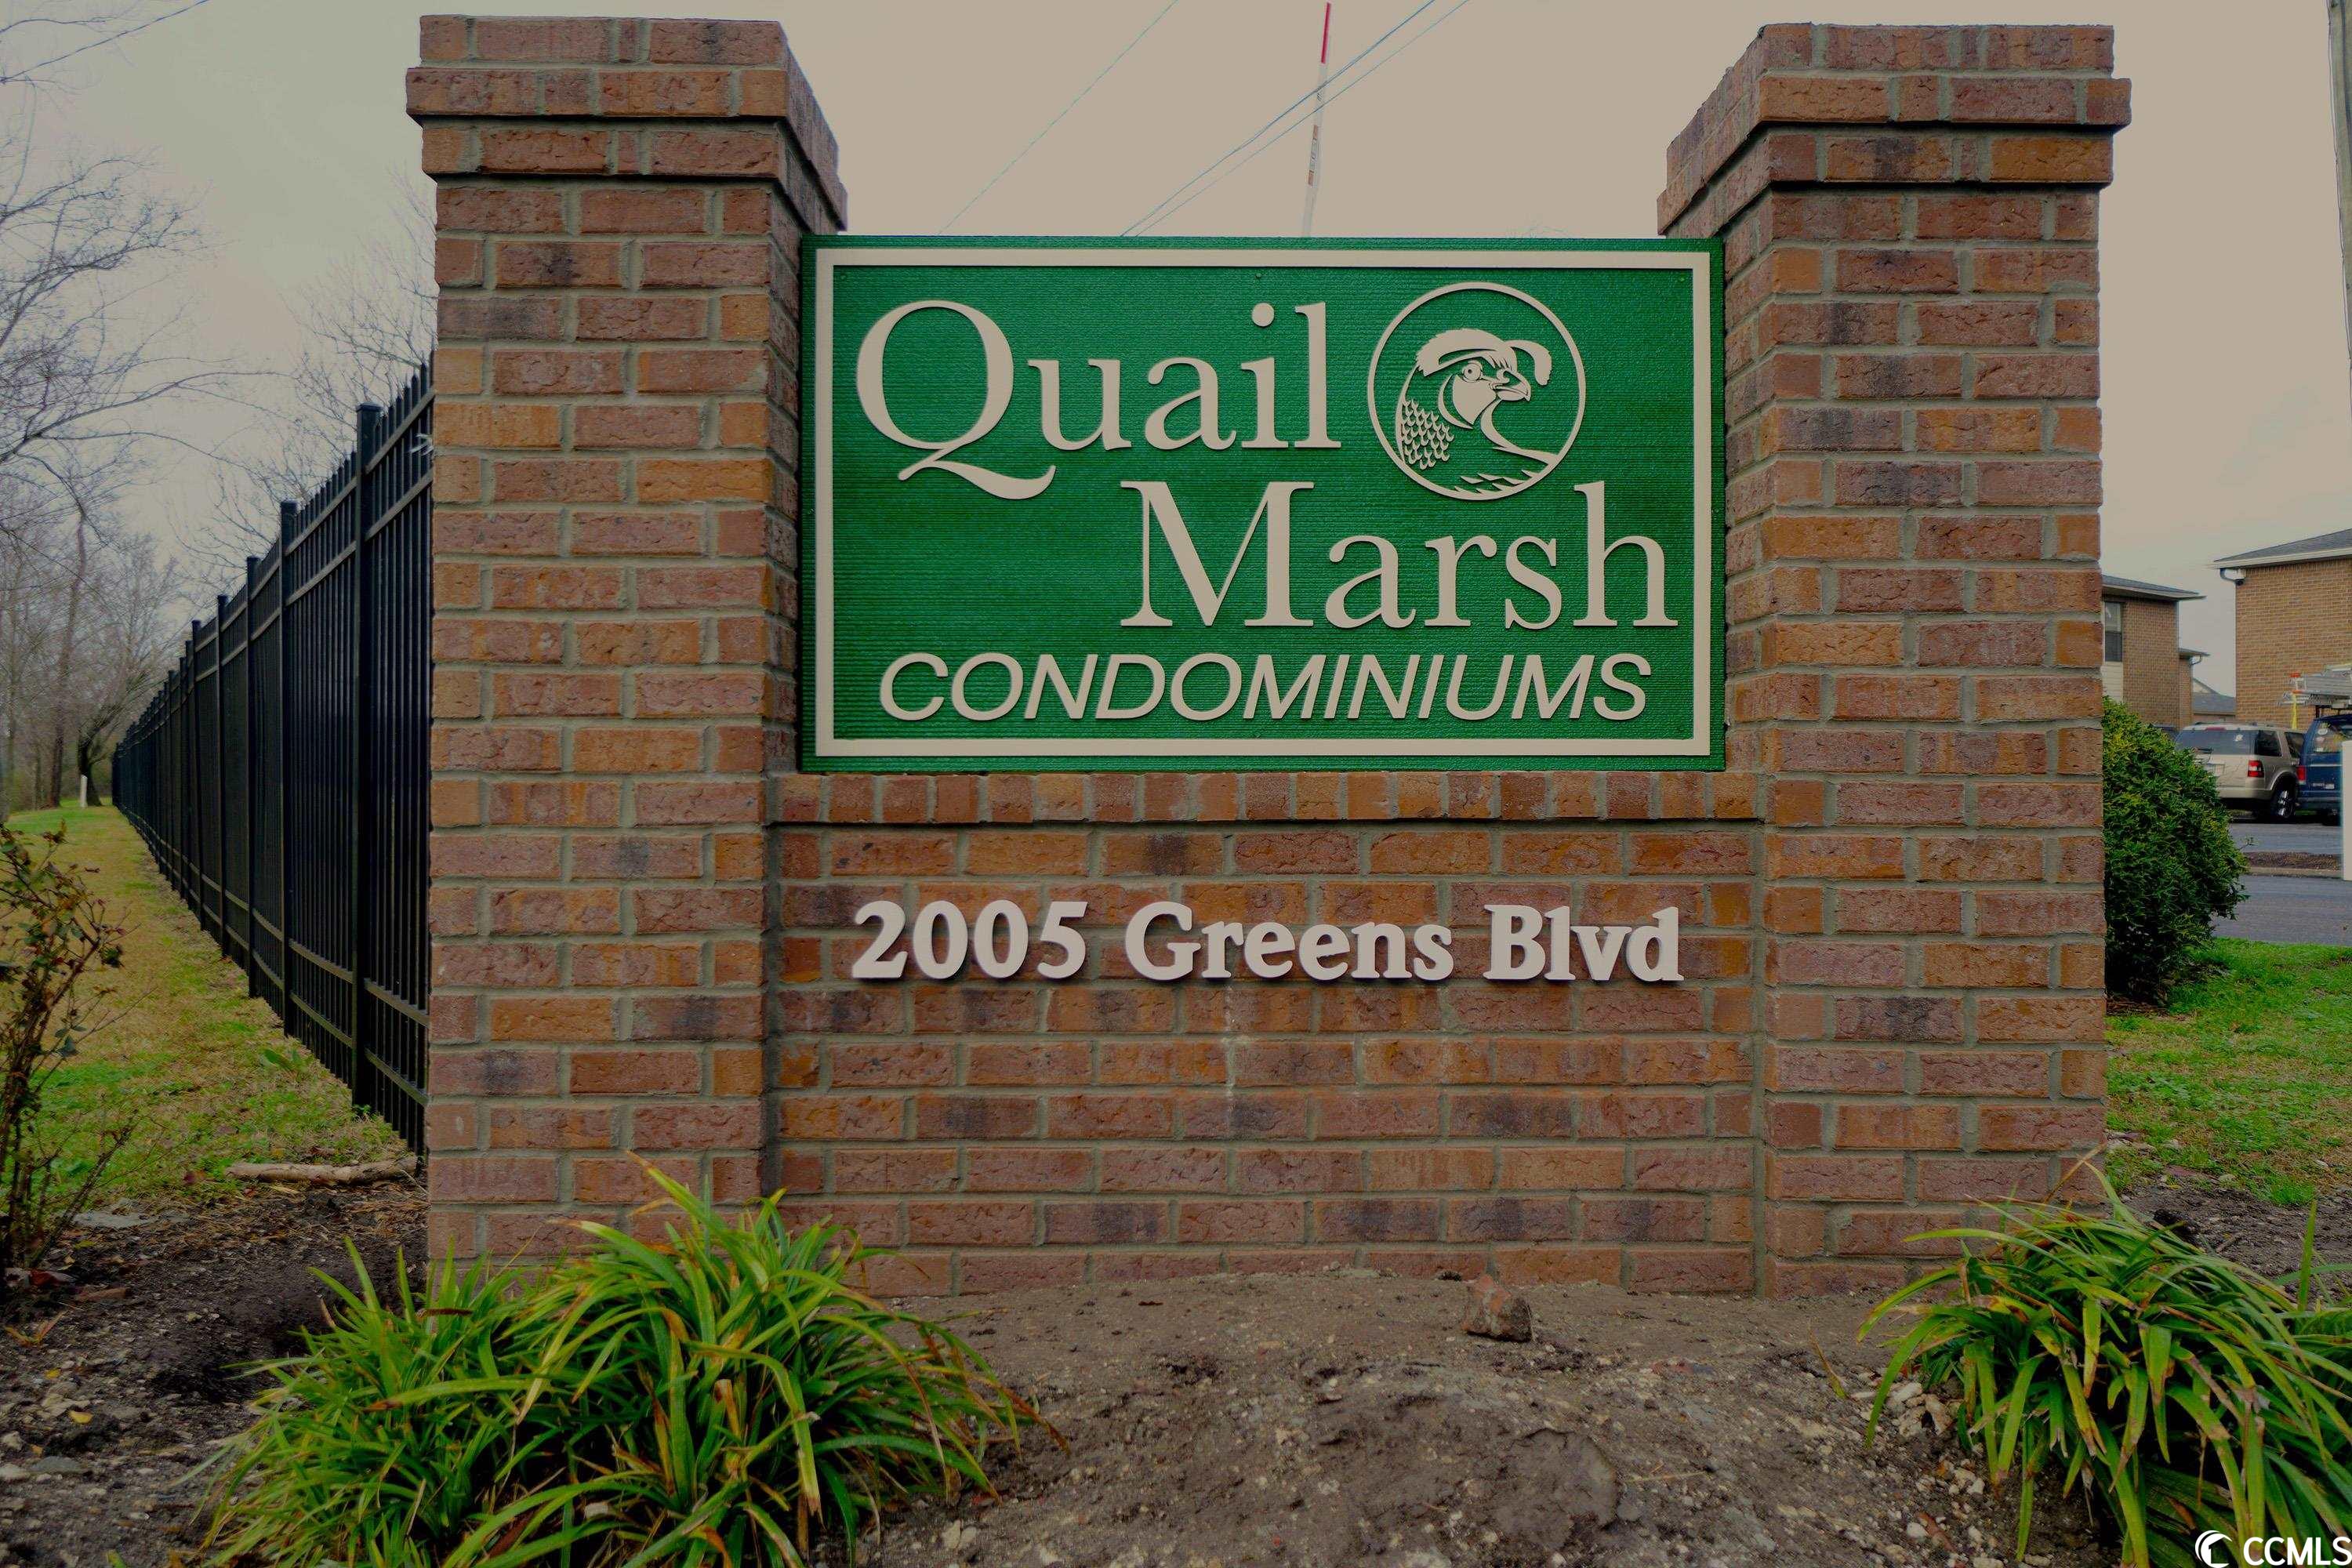 Quail
Marsh
CONDOMINIUMS
2005 Greens Blvd
CCMLS